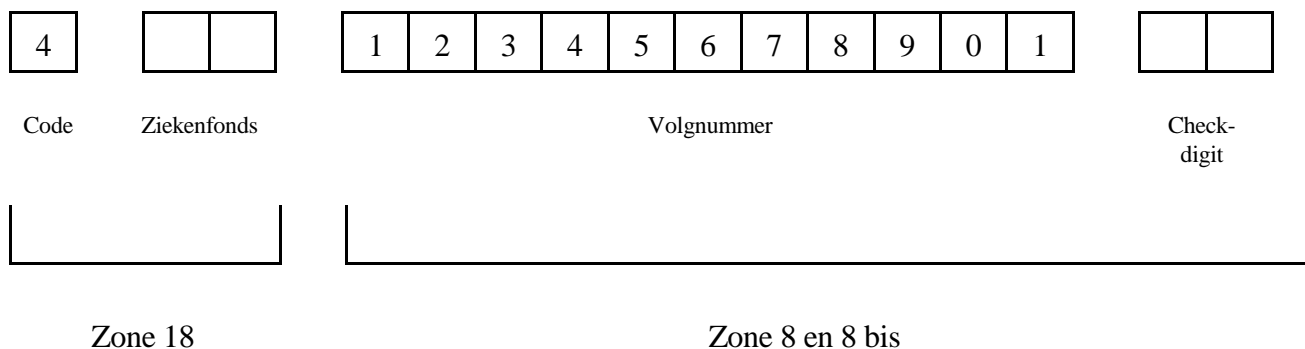 4 1 2 3 4 5 6 7 8 9 0 1
Code Ziekenfonds Volgnummer Check-
digit
Zone 18 Zone 8 en 8 bis